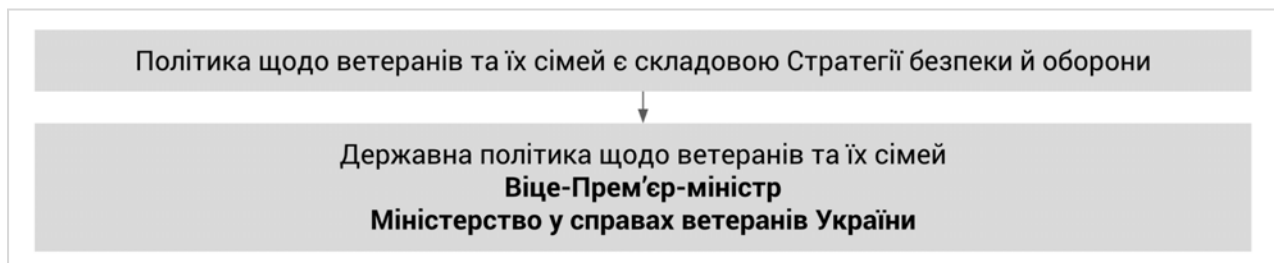 Політика щодо ветеранів та їх сімей є складовою Стратегії безпеки й оборони
Державна політика щодо ветеранів та їх сімей
Віце-Прем’єр-міністр
Міністерство у справах ветеранів України